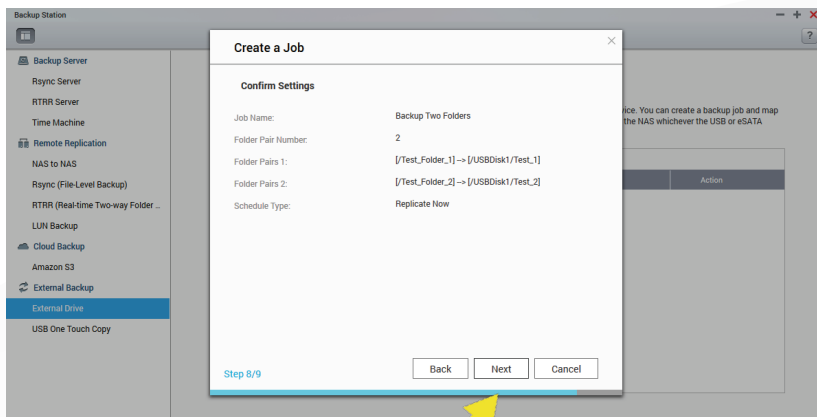 Backup Station
Backup Server
Rsync Server
RTRR Server
Time Machine
Remote Replication
NAS to NAS
Rsync (File-Level Backup)
RTRR (Real-time Two-way Folder ...
LUN Backup
Cloud Backup
Amazon S3
External Backup
External Drive
USB One Touch Copy
Create a Job
Confirm Settings
Job Name: Backup Two Folders
Folder Pair Number: 2
Folder Pairs 1: [/Test_Folder_1] --> [/USBDisk1/Test_1]
Folder Pairs 2: [/Test_Folder_2] --> [/USBDisk1/Test_2]
Schedule Type: Replicate Now
Step 8/9
Back Next Cancel
?
vice. You can create a backup job and map
the NAS whichever the USB or eSATA
Action